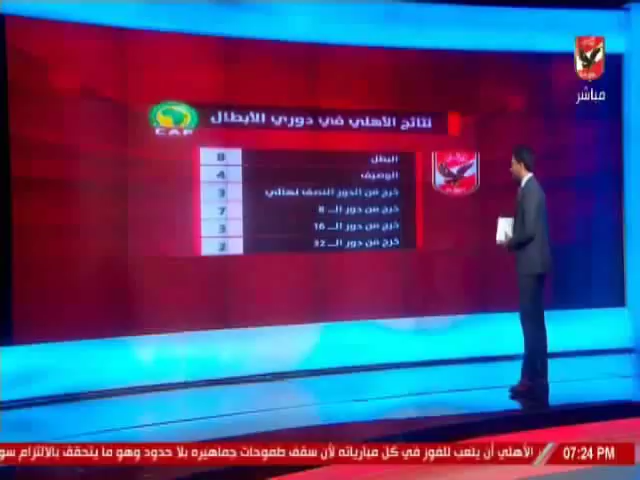 مباشر
نتائج الأهلي في دوري الأبطال
CAF
البطل 8
الوصيف 4
خرج من الدور النصف نهائي 3
خرج من دور الـ 8 7
خرج من دور الـ 16 3
خرج من دور الـ 32 2
الأهلي أن يلعب للفوز في كل مبارياته لأن سقف طموحات جماهيره بلا حدود وهو ما يتحقق بالالتزام
07:24 PM